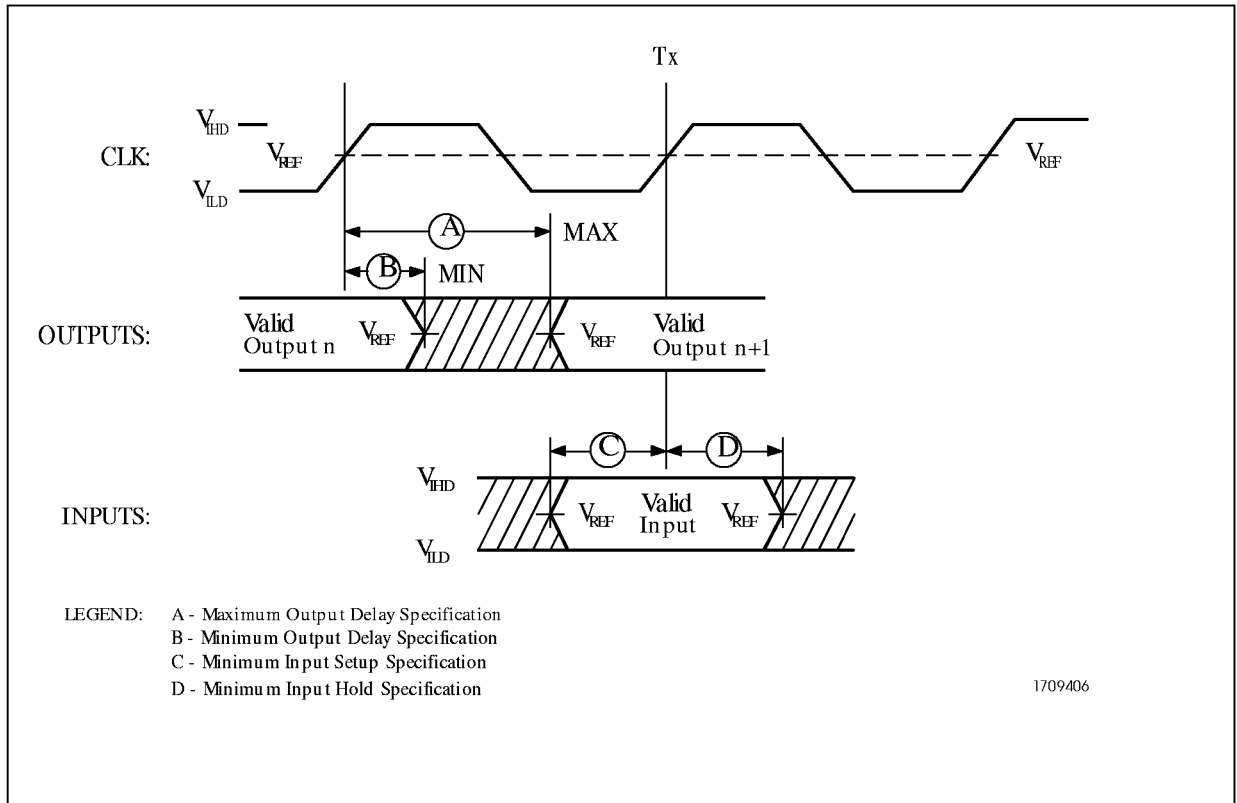 Tx
VIHD
CLK: VREF VREF
VILD
A MAX
B MIN
OUTPUTS: Valid Output n VREF VREF Valid Output n+1
C D
VIHD
INPUTS: VREF Valid Input VREF
VILD
LEGEND: A - Maximum Output Delay Specification
B - Minimum Output Delay Specification
C - Minimum Input Setup Specification
D - Minimum Input Hold Specification
1709406